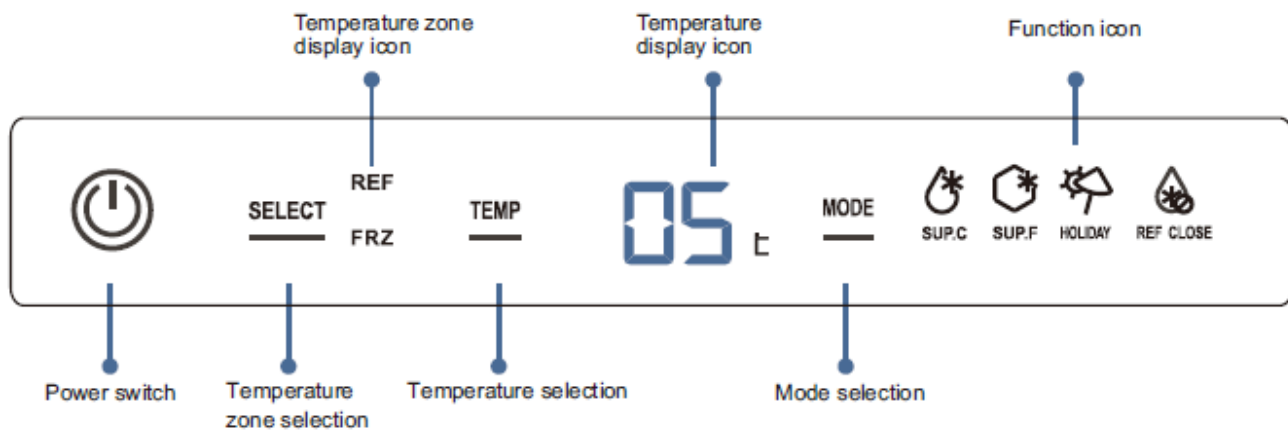 Temperature zone
display icon
Temperature
display icon
Function icon
REF
SELECT
FRZ
TEMP
05 t
MODE
SUP.C
SUP.F
HOLIDAY
REF CLOSE
Power switch
Temperature
zone selection
Temperature selection
Mode selection